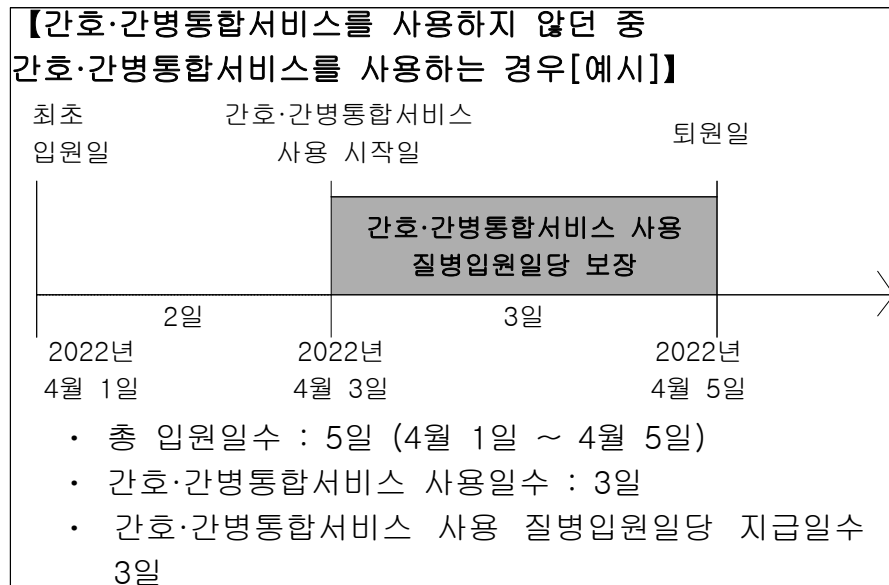 【간호·간병통합서비스를 사용하지 않던 중
간호·간병통합서비스를 사용하는 경우[예시]】
최초
입원일
간호·간병통합서비스
사용 시작일
퇴원일
간호·간병통합서비스 사용
질병입원일당 보장
2일
3일
2022년
4월 1일
2022년
4월 3일
2022년
4월 5일
· 총 입원일수 : 5일 (4월 1일 ~ 4월 5일)
· 간호·간병통합서비스 사용일수 : 3일
· 간호·간병통합서비스 사용 질병입원일당 지급일수
3일